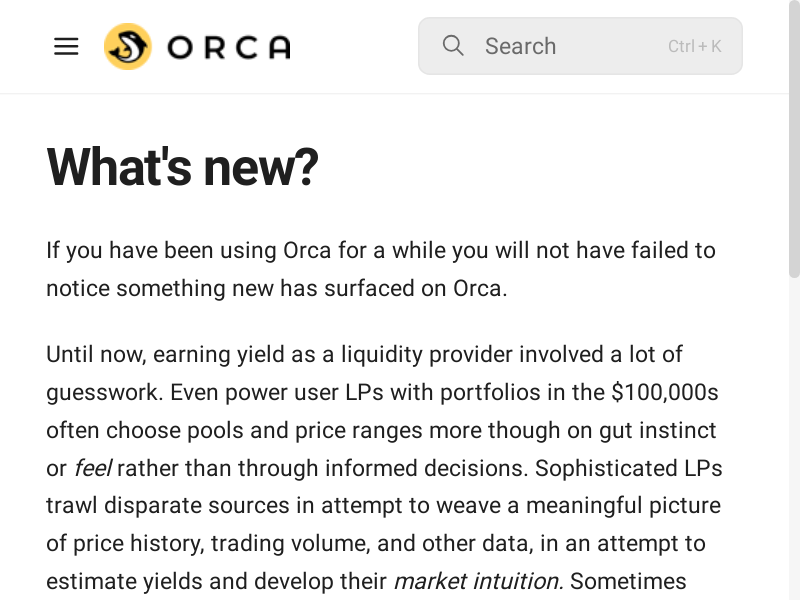 ORCA
Search
Ctrl + K
What's new?
If you have been using Orca for a while you will not have failed to
notice something new has surfaced on Orca.
Until now, earning yield as a liquidity provider involved a lot of
guesswork. Even power user LPs with portfolios in the $100,000s
often choose pools and price ranges more though on gut instinct
or feel rather than through informed decisions. Sophisticated LPs
trawl disparate sources in attempt to weave a meaningful picture
of price history, trading volume, and other data, in an attempt to
estimate yields and develop their market intuition. Sometimes